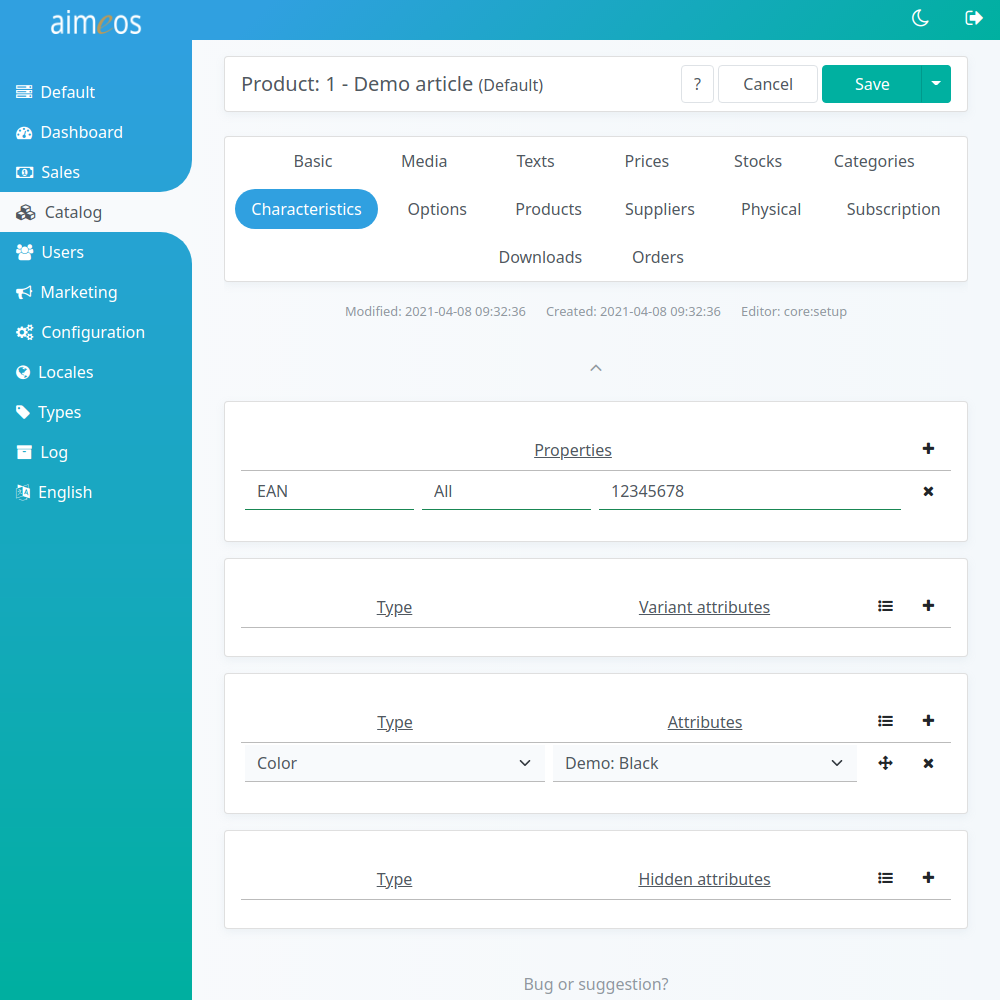 aimeos
Default
Dashboard
Sales
Catalog
Users
Marketing
Configuration
Locales
Types
Log
English
Product: 1 - Demo article (Default)
? Cancel Save
Basic Media Texts Prices Stocks Categories
Characteristics Options Products Suppliers Physical Subscription
Downloads Orders
Modified: 2021-04-08 09:32:36 Created: 2021-04-08 09:32:36 Editor: core:setup
Properties
EAN All 12345678
Type Variant attributes
Type Attributes
Color Demo: Black
Type Hidden attributes
Bug or suggestion?